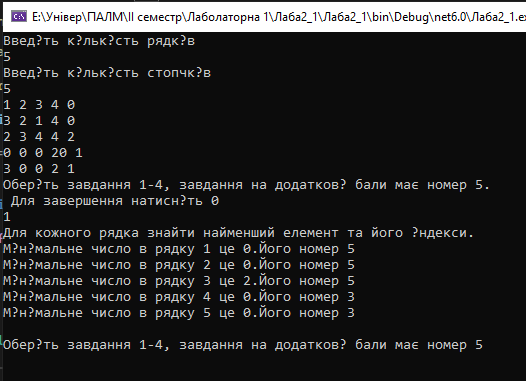 E:\Універ\ПАЛМ\II семестр\Лаболаторна 1\Лаба2_1\Лаба2_1\bin\Debug\net6.0\Лаба2_1.ex
Введ?ть к?льк?сть рядк?в
5
Введ?ть к?льк?сть стопчк?в
5
1 2 3 4 0
3 2 1 4 0
2 3 4 4 2
0 0 0 20 1
3 0 0 2 1
Обер?ть завдання 1-4, завдання на додатков? бали має номер 5.
Для завершення натисн?ть 0
1
Для кожного рядка знайти найменший елемент та його ?ндекси.
М?н?мальне число в рядку 1 це 0.Його номер 5
М?н?мальне число в рядку 2 це 0.Його номер 5
М?н?мальне число в рядку 3 це 2.Його номер 5
М?н?мальне число в рядку 4 це 0.Його номер 3
М?н?мальне число в рядку 5 це 0.Його номер 3
Обер?ть завдання 1-4, завдання на додатков? бали має номер 5